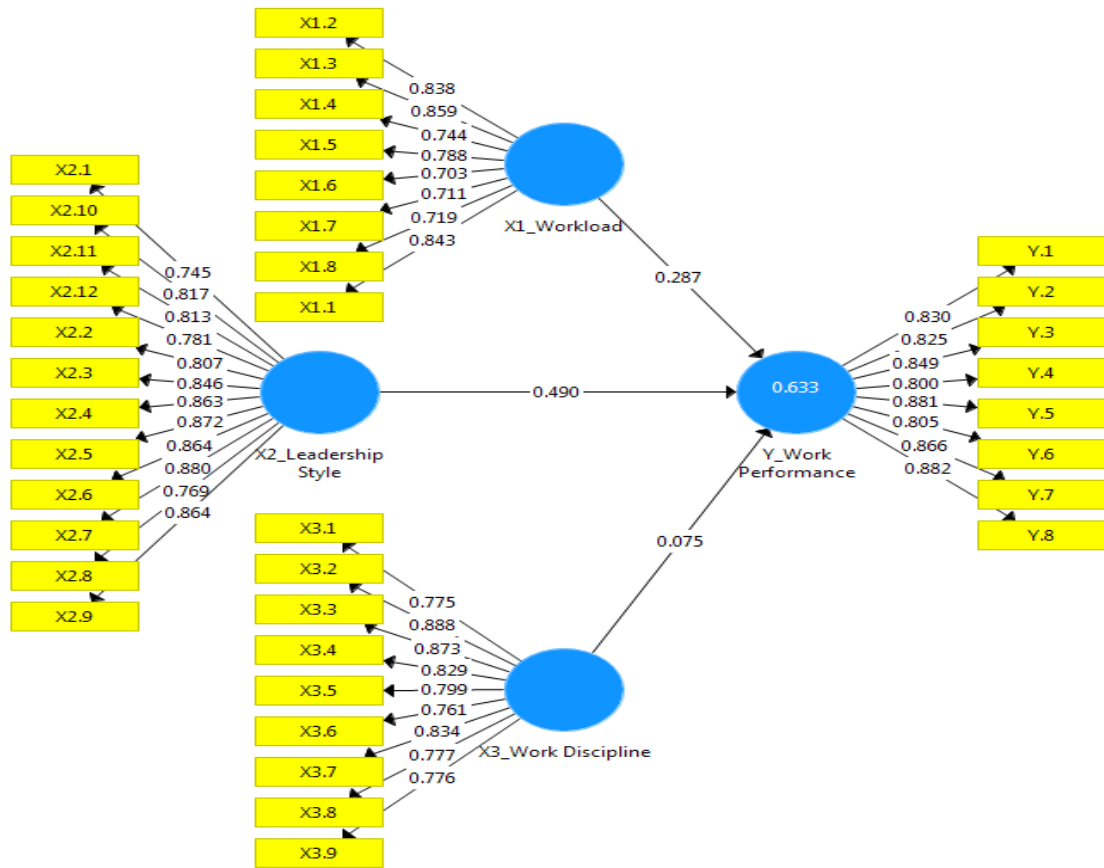 X1.2
X1.3
X1.4
X1.5
X1.6
X1.7
X1.8
X1.1
0.838
0.859
0.744
0.788
0.703
0.711
0.719
0.843
X1_Workload
0.287
X2.1
X2.10
X2.11
X2.12
X2.2
X2.3
X2.4
X2.5
X2.6
X2.7
X2.8
X2.9
0.745
0.817
0.813
0.781
0.807
0.846
0.863
0.872
0.864
0.880
0.769
0.864
X2_Leadership
Style
0.490
0.633
Y_Work
Performance
0.830
0.825
0.849
0.800
0.881
0.805
0.866
0.882
Y.1
Y.2
Y.3
Y.4
Y.5
Y.6
Y.7
Y.8
X3.1
X3.2
X3.3
X3.4
X3.5
X3.6
X3.7
X3.8
X3.9
0.775
0.888
0.873
0.829
0.799
0.761
0.834
0.777
0.776
X3_Work Discipline
0.075